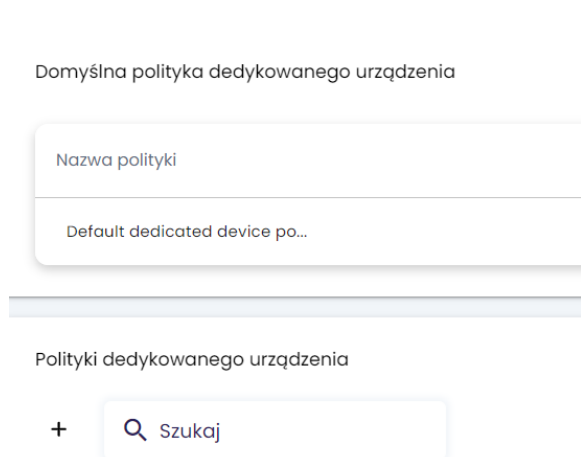 Domyślna polityka dedykowanego urządzenia
Nazwa polityki
Default dedicated device po...
Polityki dedykowanego urządzenia
+ Szukaj